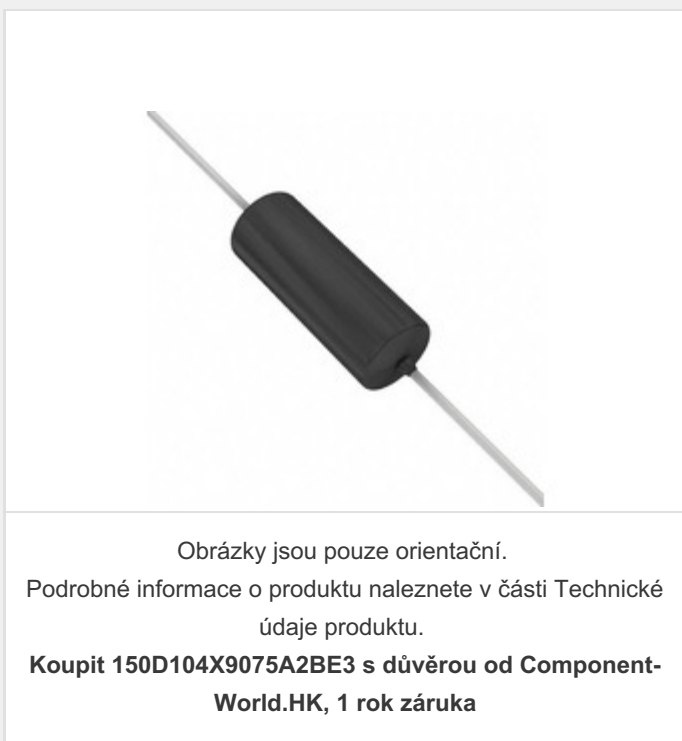 Obrázky jsou pouze orientační.
Podrobné informace o produktu naleznete v části Technické
údaje produktu.
Koupit 150D104X9075A2BE3 s důvěrou od Component-
World.HK, 1 rok záruka